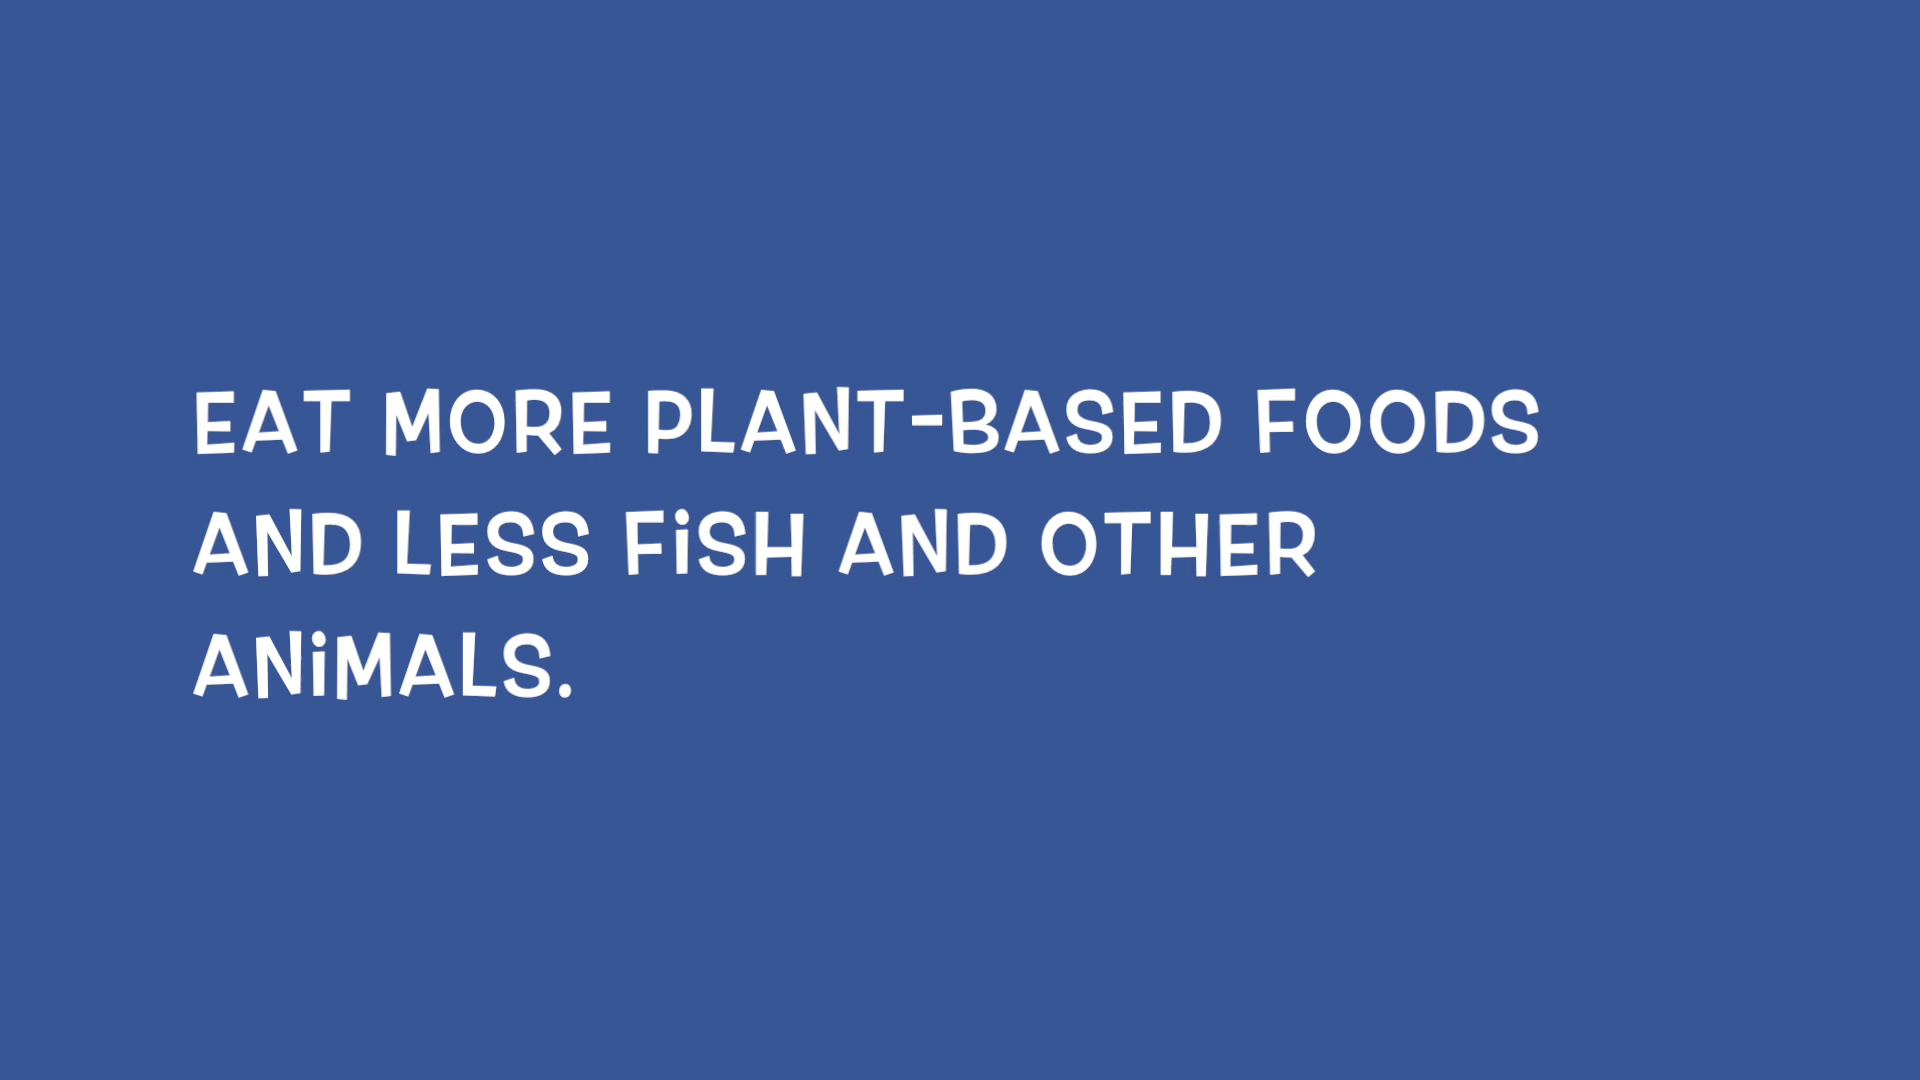 EAT MORE PLANT-BASED FOODS
AND LESS FiSH AND OTHER
ANiMALS.